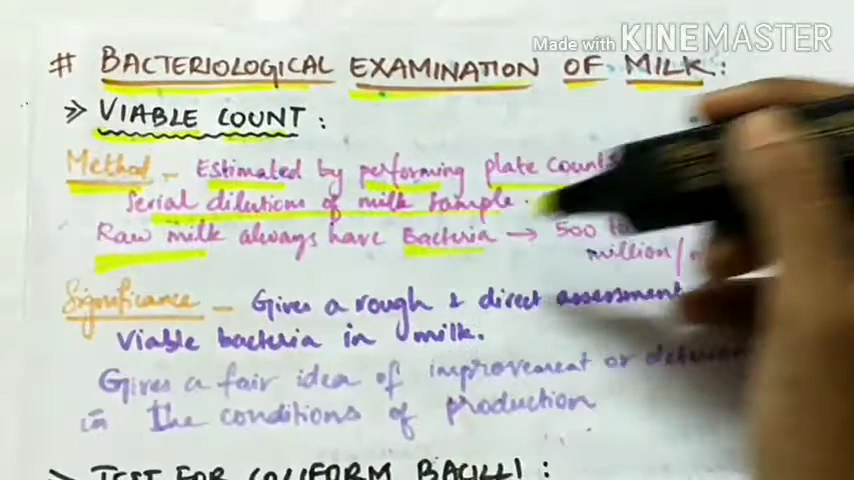 Made with KINEMASTER
# BACTERIOLOGICAL EXAMINATION OF MILK :
» VIABLE COUNT :
Method - Estimated by performing plate counts
Serial dilutions of milk sample.
Raw milk always have Bacteria → 500
million/
Significance - Gives a rough & direct assessment
viable bacteria in milk.
Gives a fair idea of improvement or
in the conditions of production
TEST FOR COLIFORM BACILLI :